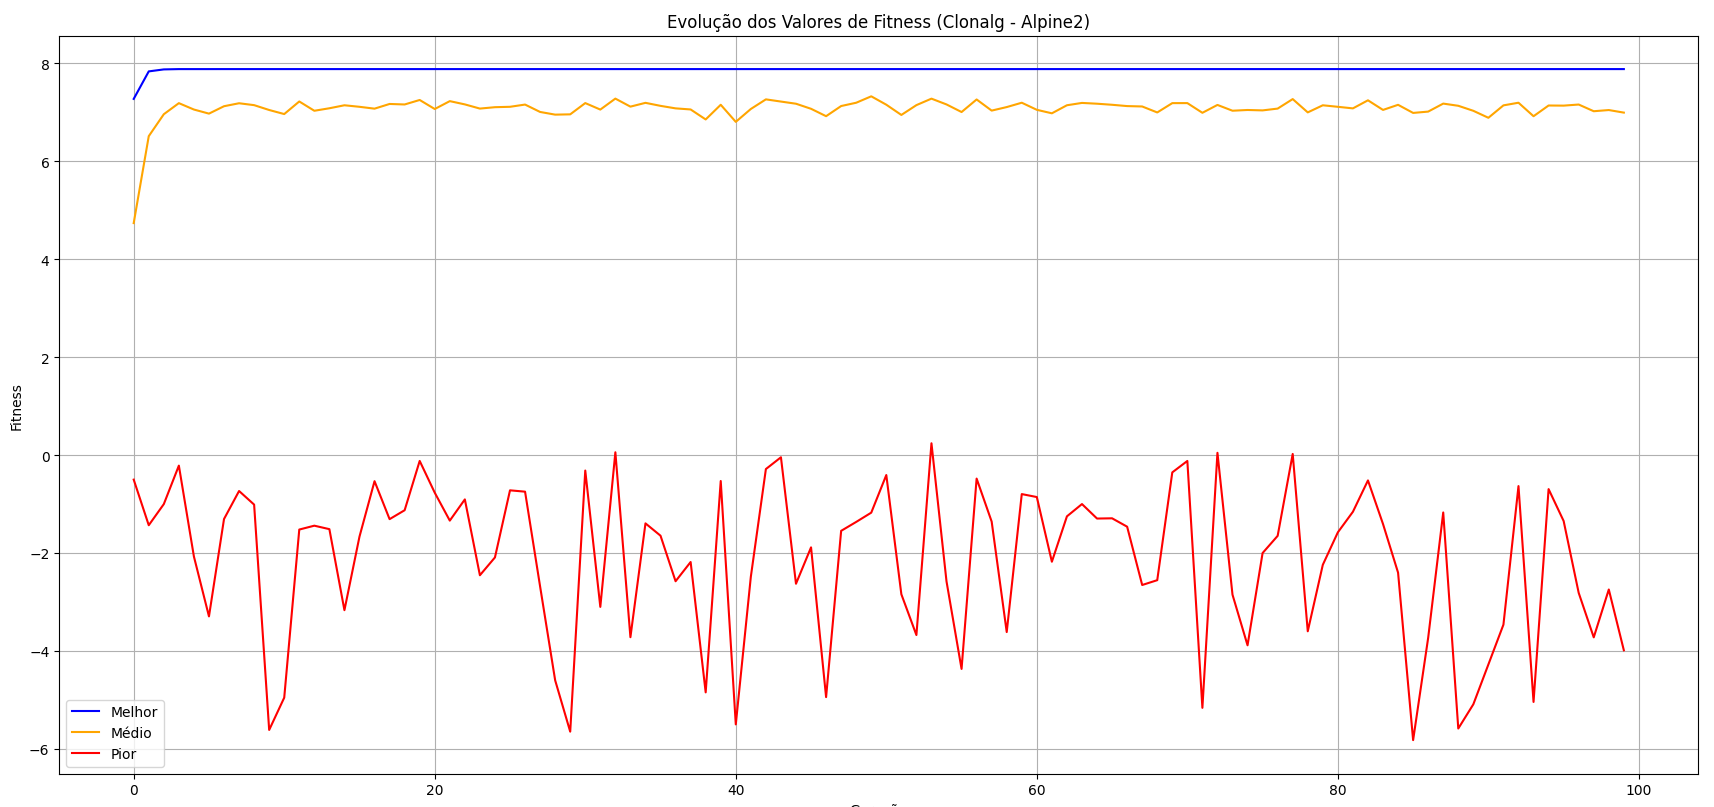 Evolução dos Valores de Fitness (Clonalg - Alpine2)
Fitness
8
6
4
2
0
−2
−4
−6
0
20
40
60
80
100
Melhor
Médio
Pior